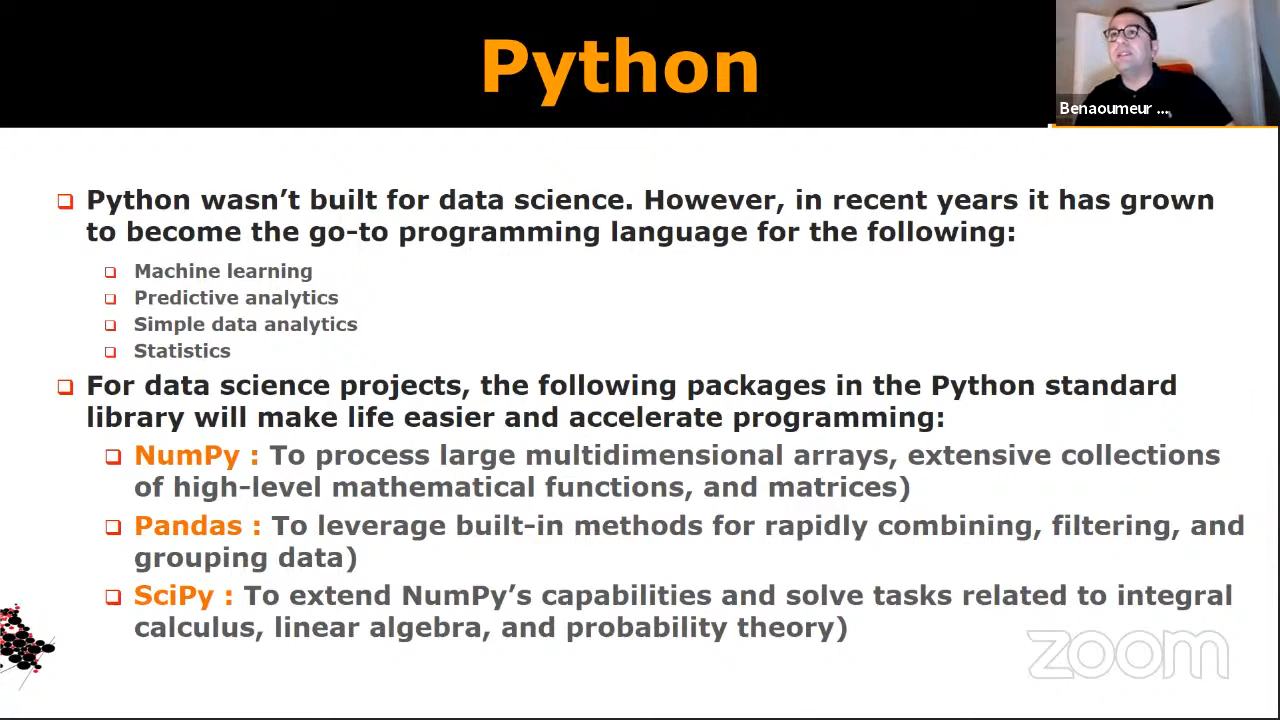 Python
Benaoumeur ...
Python wasn’t built for data science. However, in recent years it has grown
to become the go-to programming language for the following:
Machine learning
Predictive analytics
Simple data analytics
Statistics
For data science projects, the following packages in the Python standard
library will make life easier and accelerate programming:
NumPy : To process large multidimensional arrays, extensive collections
of high-level mathematical functions, and matrices)
Pandas : To leverage built-in methods for rapidly combining, filtering, and
grouping data)
SciPy : To extend NumPy’s capabilities and solve tasks related to integral
calculus, linear algebra, and probability theory)
zoom